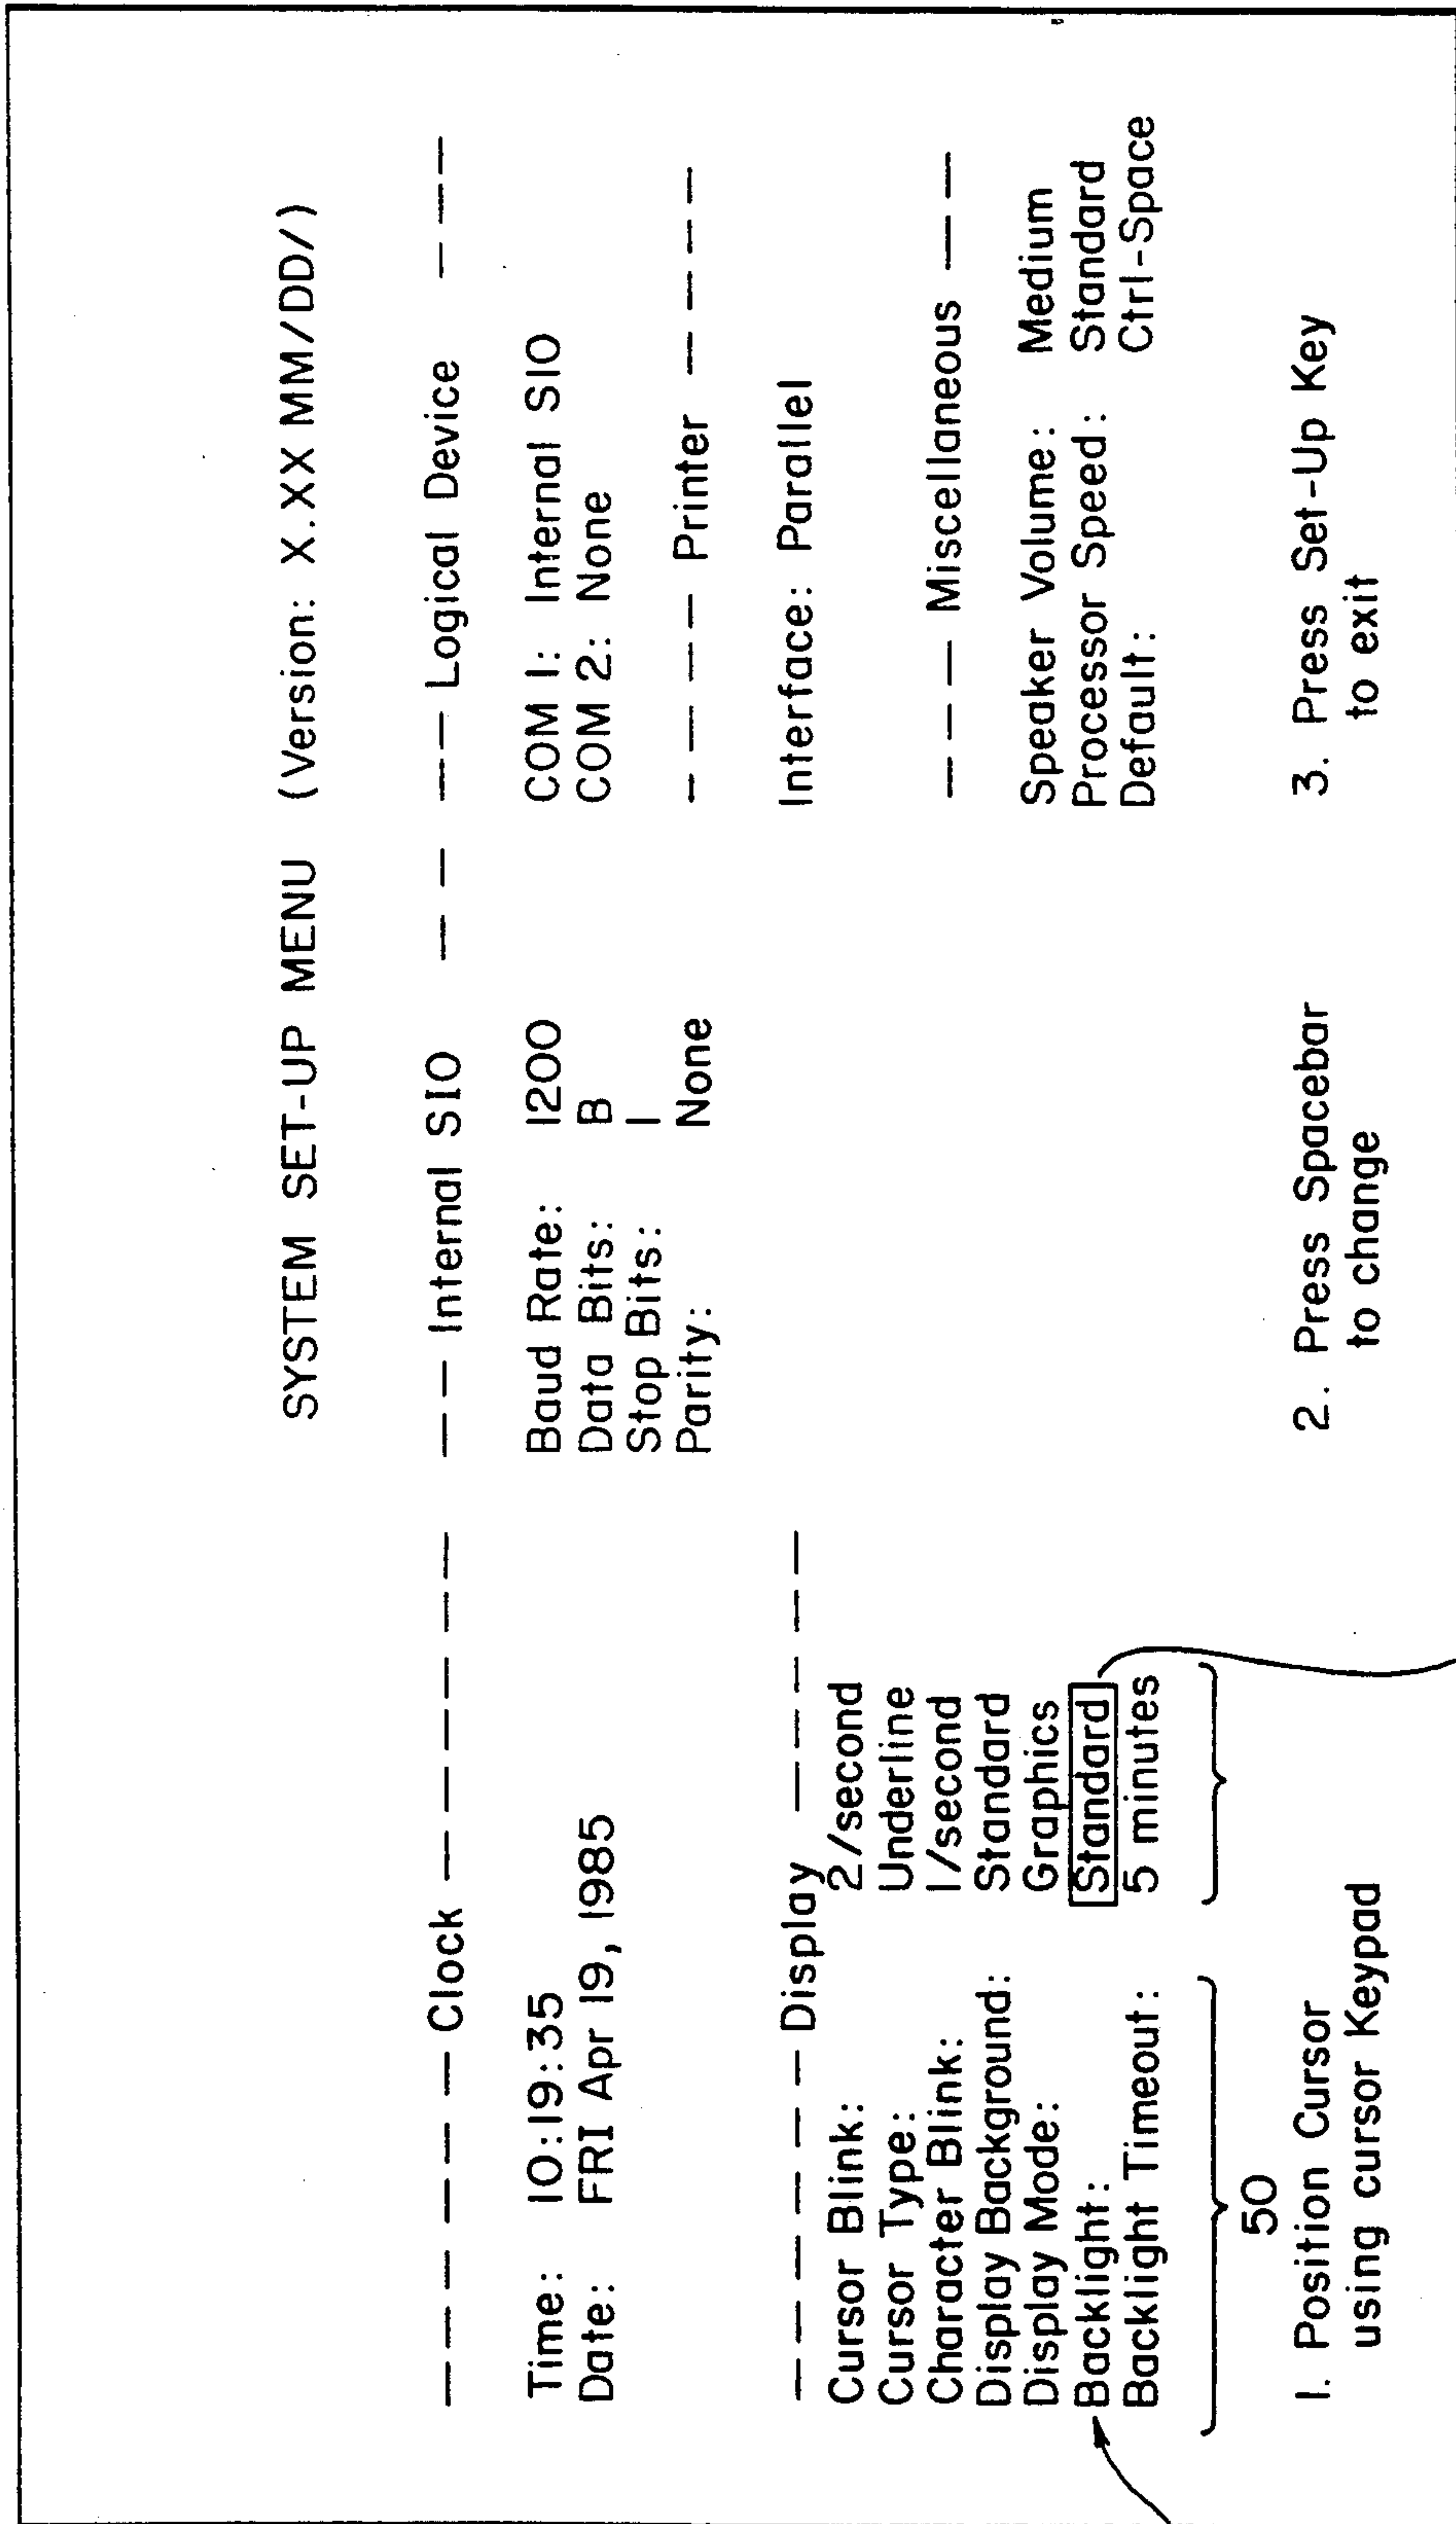 SYSTEM SET-UP MENU (Version: X.XX MM/DD/)
Clock
Time: 10:19:35
Date: FRI Apr 19, 1985
Display
Cursor Blink: 2/second
Cursor Type: Underline
Character Blink: 1/second
Display Background: Standard
Display Mode: Graphics
Backlight: Standard
Backlight Timeout: 5 minutes
50
Internal SIO
Baud Rate: 1200
Data Bits: B
Stop Bits: 1
Parity: None
Logical Device
COM 1: Internal SIO
COM 2: None
Printer
Interface: Parallel
Miscellaneous
Speaker Volume: Medium
Processor Speed: Standard
Default: Ctrl-Space
1. Position Cursor
using cursor Keypad
2. Press Spacebar
to change
3. Press Set-Up Key
to exit